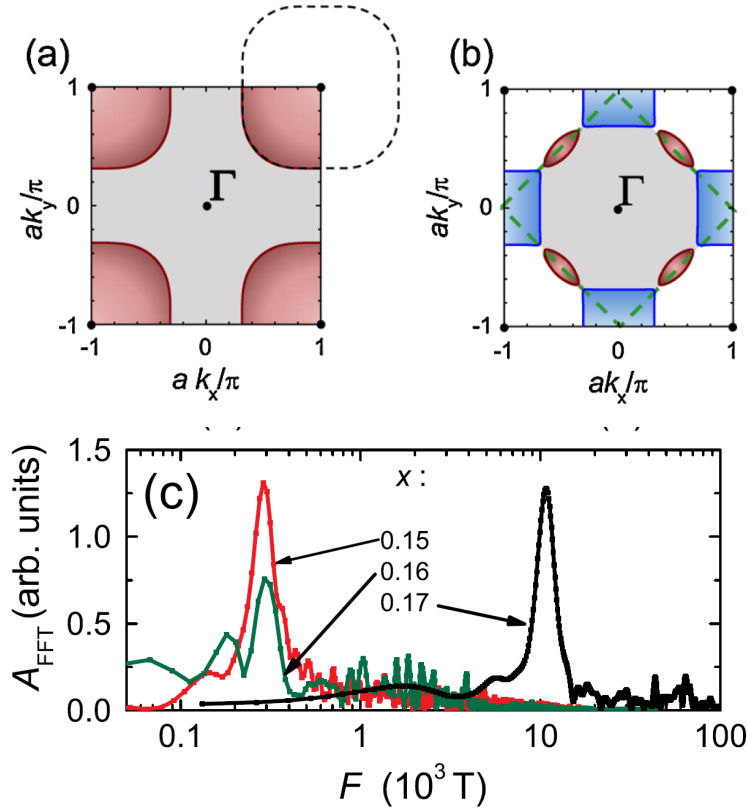 (a)
1
0
-1
ak_y/π
Γ
-1
0
1
a k_x/π
(b)
1
0
-1
ak_y/π
Γ
-1
0
1
ak_x/π
(c)
1.5
1.0
0.5
0.0
A_FFT (arb. units)
x :
0.15
0.16
0.17
0.1
1
10
100
F (10³ T)